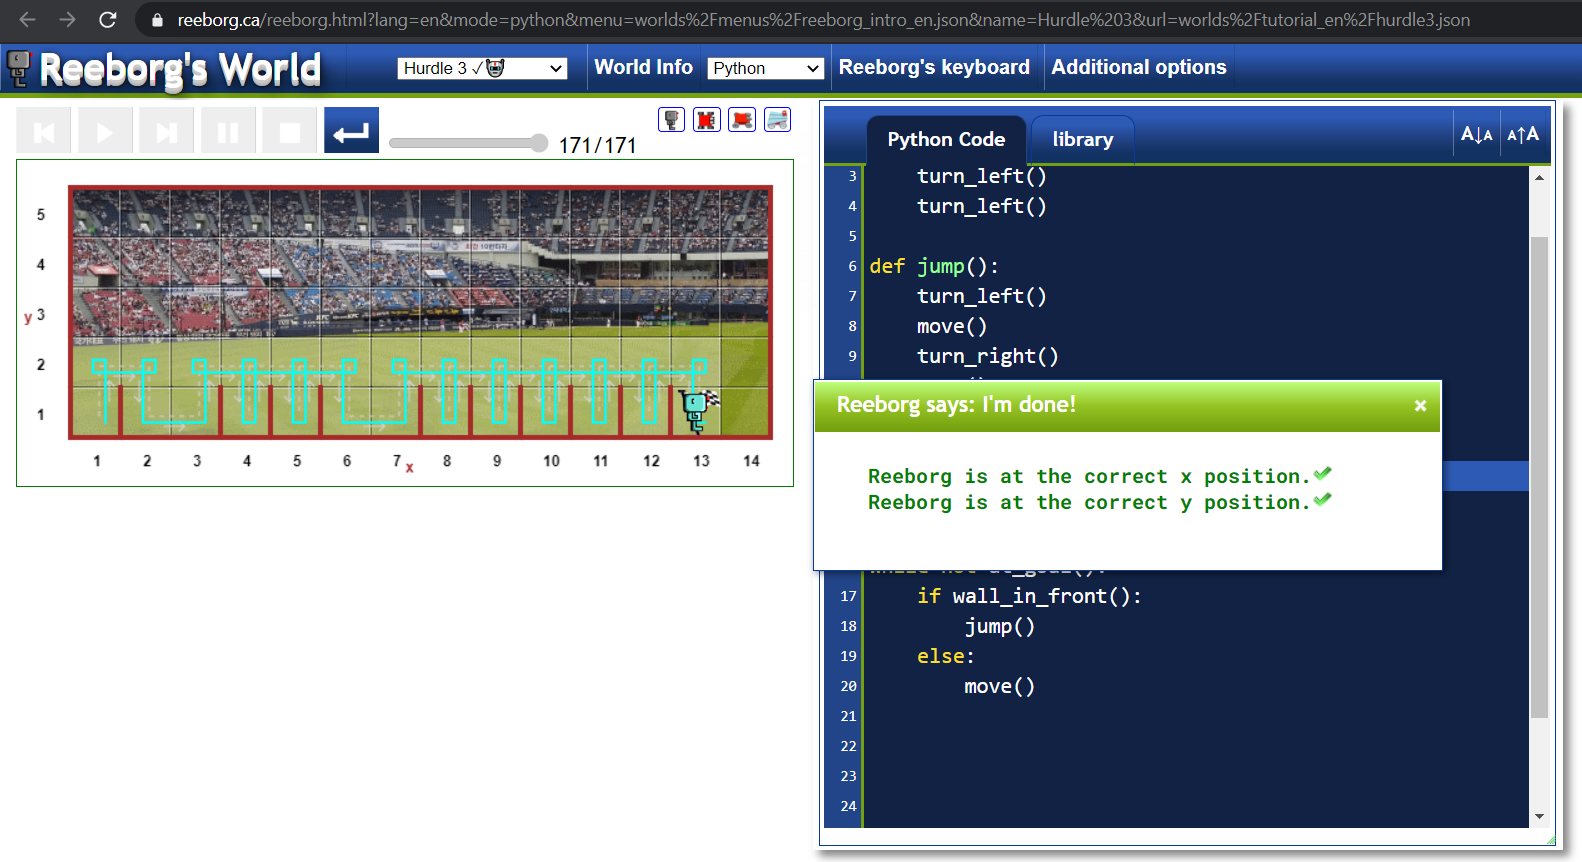 reeborg.ca/reeborg.html?lang=en&mode=python&menu=worlds%2Fmenus%2Freeborg_intro_en.json&name=Hurdle%203&url=worlds%2Ftutorial_en%2Fhurdle3.json
Reeborg's World
Hurdle 3 ✓
World Info
Python
Reeborg's keyboard
Additional options
171/171
5
4
y 3
2
1
1 2 3 4 5 6 7 x 8 9 10 11 12 13 14
Python Code
library
A↓A
A↑A
3 turn_left()
4 turn_left()
5
6 def jump():
7 turn_left()
8 move()
9 turn_right()
Reeborg says: I'm done!
×
Reeborg is at the correct x position.✔
Reeborg is at the correct y position.✔
17 if wall_in_front():
18 jump()
19 else:
20 move()
21
22
23
24